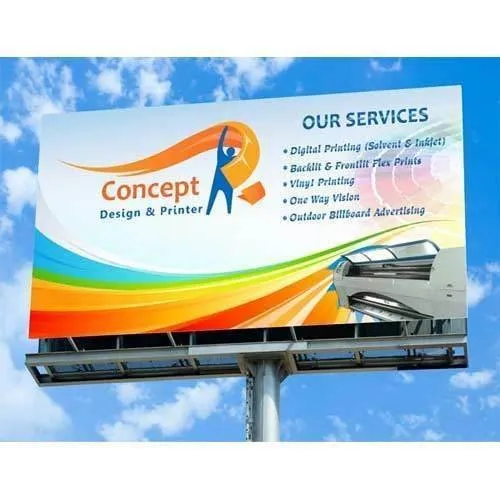 Concept
Design & Printer
OUR SERVICES
• Digital Printing (Solvent & Inkjet)
• Backlit & Frontlit Flex Prints
• Vinyl Printing
• One Way Vision
• Outdoor Billboard Advertising